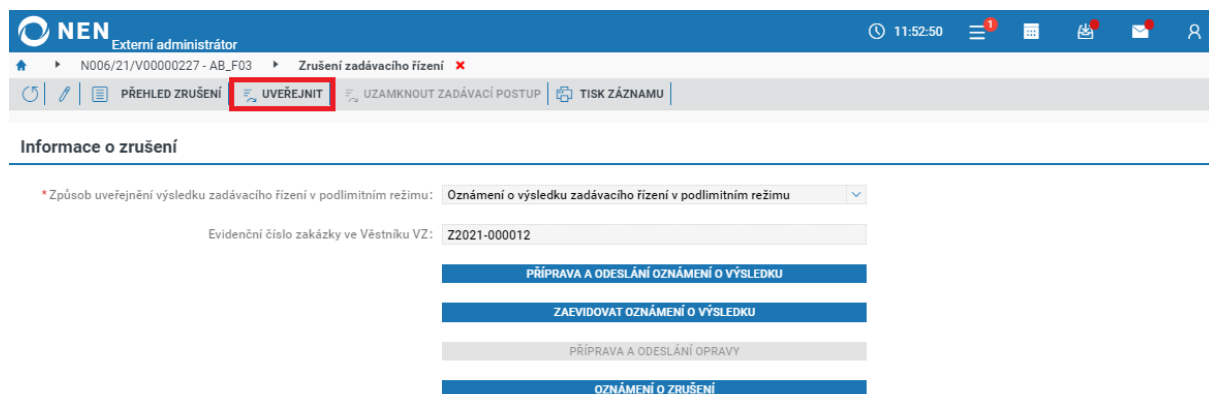 NEN Externí administrátor 11:52:50 1
N006/21/V00000227 - AB_F03 Zrušení zadávacího řízení
PŘEHLED ZRUŠENÍ UVEŘEJNIT UZAMKNOUT ZADÁVACÍ POSTUP TISK ZÁZNAMU
Informace o zrušení
*Způsob uveřejnění výsledku zadávacího řízení v podlimitním režimu: Oznámení o výsledku zadávacího řízení v podlimitním režimu
Evidenční číslo zakázky ve Věstníku VZ: Z2021-000012
PŘÍPRAVA A ODESLÁNÍ OZNÁMENÍ O VÝSLEDKU
ZAEVIDOVAT OZNÁMENÍ O VÝSLEDKU
PŘÍPRAVA A ODESLÁNÍ OPRAVY
OZNÁMENÍ O ZRUŠENÍ